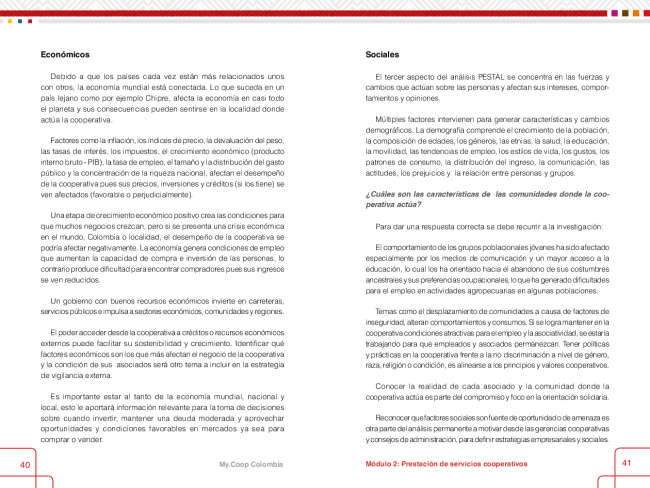 Económicos
Debido a que los países cada vez están más relacionados unos
con otros, la economía mundial está conectada. Lo que suceda en un
país lejano como por ejemplo Chipre, afecta la economía en casi todo
el planeta y sus consecuencias pueden sentirse en la localidad donde
actúa la cooperativa.
Factores como la inflación, los índices de precio, la devaluación del peso,
las tasas de interés, los impuestos, el crecimiento económico (producto
interno bruto - PIB), la tasa de empleo, el tamaño y la distribución del gasto
público y la concentración de la riqueza nacional, afectan el desempeño
de la cooperativa pues sus precios, inversiones y créditos (si los tiene) se
ven afectados (favorable o perjudicialmente).
Una etapa de crecimiento económico positivo crea las condiciones para
que muchos negocios crezcan, pero si se presenta una crisis económica
en el mundo, Colombia o localidad, el desempeño de la cooperativa se
podría afectar negativamente. La economía genera condiciones de empleo
que aumentan la capacidad de compra e inversión de las personas, lo
contrario produce dificultad para encontrar compradores pues sus ingresos
se ven reducidos.
Un gobierno con buenos recursos económicos invierte en carreteras,
servicios públicos e impulsa a sectores económicos, comunidades y regiones.
El poder acceder desde la cooperativa a créditos o recursos económicos
externos puede facilitar su sostenibilidad y crecimiento. Identificar qué
factores económicos son los que más afectan el negocio de la cooperativa
y la condición de sus asociados será otro tema a incluir en la estrategia
de vigilancia externa.
Es importante estar al tanto de la economía mundial, nacional y
local, esto le aportará información relevante para la toma de decisiones
sobre cuando invertir, mantener una deuda moderada y aprovechar
oportunidades y condiciones favorables en mercados ya sea para
comprar o vender.
40
My.Coop Colombia
Sociales
El tercer aspecto del análisis PESTAL se concentra en las fuerzas y
cambios que actúan sobre las personas y afectan sus intereses, compor-
tamientos y opiniones.
Múltiples factores intervienen para generar características y cambios
demográficos. La demografía comprende el crecimiento de la población,
la composición de edades, los géneros, las etnias, la salud, la educación,
la movilidad, las tendencias de empleo, los estilos de vida, los gustos, los
patrones de consumo, la distribución del ingreso, la comunicación, las
actitudes, los prejuicios y la relación entre personas y grupos.
¿Cuáles son las características de las comunidades donde la coo-
perativa actúa?
Para dar una respuesta correcta se debe recurrir a la investigación:
El comportamiento de los grupos poblacionales jóvenes ha sido afectado
especialmente por los medios de comunicación y un mayor acceso a la
educación, lo cual los ha orientado hacia el abandono de sus costumbres
ancestrales y sus preferencias ocupacionales, lo que ha generado dificultades
para el empleo en actividades agropecuarias en algunas poblaciones.
Temas como el desplazamiento de comunidades a causa de factores de
inseguridad, alteran comportamientos y consumos. Si se logra mantener en la
cooperativa condiciones atractivas para el empleo y la asociatividad, se estaría
trabajando para que empleados y asociados permanezcan. Tener políticas
y prácticas en la cooperativa frente a la no discriminación a nivel de género,
raza, religión o condición, es alinearse a los principios y valores cooperativos.
Conocer la realidad de cada asociado y la comunidad donde la
cooperativa actúa es parte del compromiso y foco en la orientación solidaria.
Reconocer que factores sociales son fuente de oportunidad o de amenaza es
otra parte del análisis permanente a motivar desde las gerencias cooperativas
y consejos de administración, para definir estrategias empresariales y sociales.
Módulo 2: Prestación de servicios cooperativos
41